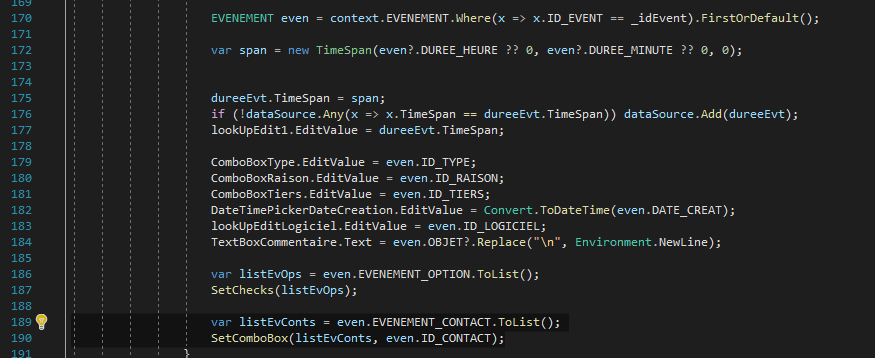 169
170 EVENEMENT even = context.EVENEMENT.Where(x => x.ID_EVENT == _idEvent).FirstOrDefault();
171
172 var span = new TimeSpan(even?.DUREE_HEURE ?? 0, even?.DUREE_MINUTE ?? 0, 0);
173
174
175 dureeEvt.TimeSpan = span;
176 if (!dataSource.Any(x => x.TimeSpan == dureeEvt.TimeSpan)) dataSource.Add(dureeEvt);
177 lookUpEdit1.EditValue = dureeEvt.TimeSpan;
178
179 ComboBoxType.EditValue = even.ID_TYPE;
180 ComboBoxRaison.EditValue = even.ID_RAISON;
181 ComboBoxTiers.EditValue = even.ID_TIERS;
182 DateTimePickerDateCreation.EditValue = Convert.ToDateTime(even.DATE_CREAT);
183 lookUpEditLogiciel.EditValue = even.ID_LOGICIEL;
184 TextBoxCommentaire.Text = even.OBJET?.Replace("\n", Environment.NewLine);
185
186 var listEvOps = even.EVENEMENT_OPTION.ToList();
187 SetChecks(listEvOps);
188
189 var listEvConts = even.EVENEMENT_CONTACT.ToList();
190 SetComboBox(listEvConts, even.ID_CONTACT);
191 }